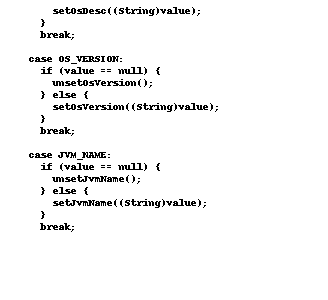 setOsDesc((String)value);
}
break;
case OS_VERSION:
if (value == null) {
unsetOsVersion();
} else {
setOsVersion((String)value);
}
break;
case JVM_NAME:
if (value == null) {
unsetJvmName();
} else {
setJvmName((String)value);
}
break;